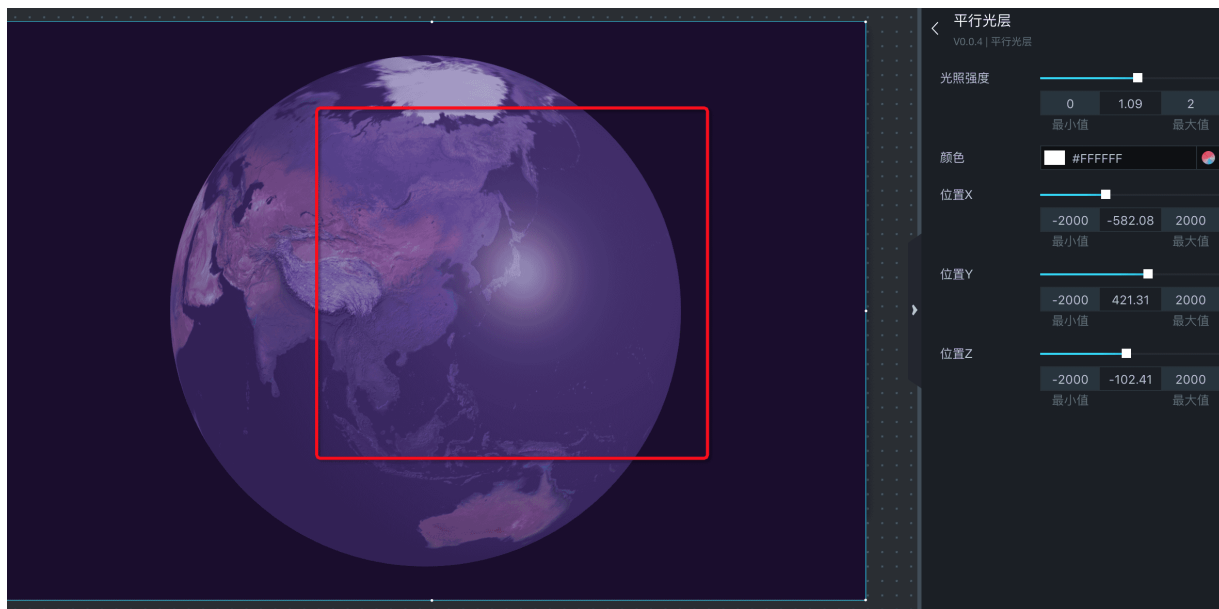 平行光层
V0.0.4 | 平行光层
光照强度
0 1.09 2
最小值 最大值
颜色 #FFFFFF
位置X
-2000 -582.08 2000
最小值 最大值
位置Y
-2000 421.31 2000
最小值 最大值
位置Z
-2000 -102.41 2000
最小值 最大值